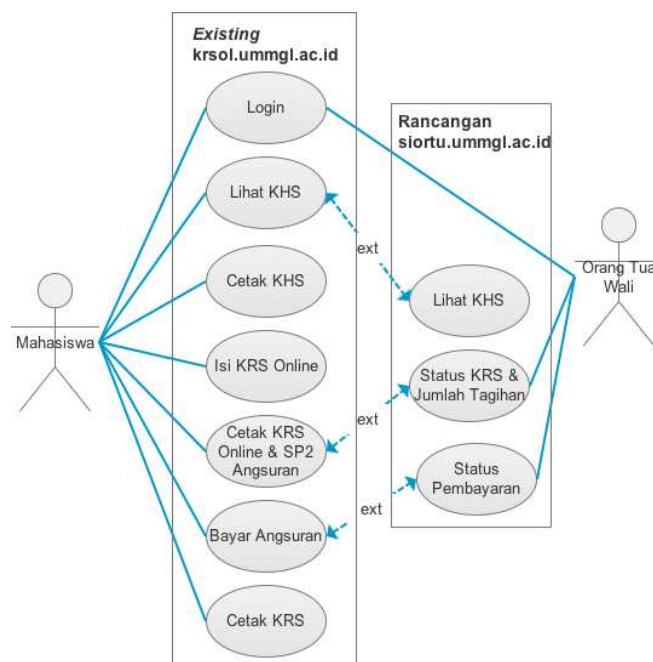 Existing
krsol.ummgl.ac.id
Login
Rancangan
siortu.ummgl.ac.id
Lihat KHS
ext
Orang Tua
Wali
Cetak KHS
Lihat KHS
Mahasiswa
Isi KRS Online
Status KRS &
Jumlah Tagihan
ext
Cetak KRS
Online & SP2
Angsuran
Status
Pembayaran
ext
Bayar Angsuran
Cetak KRS